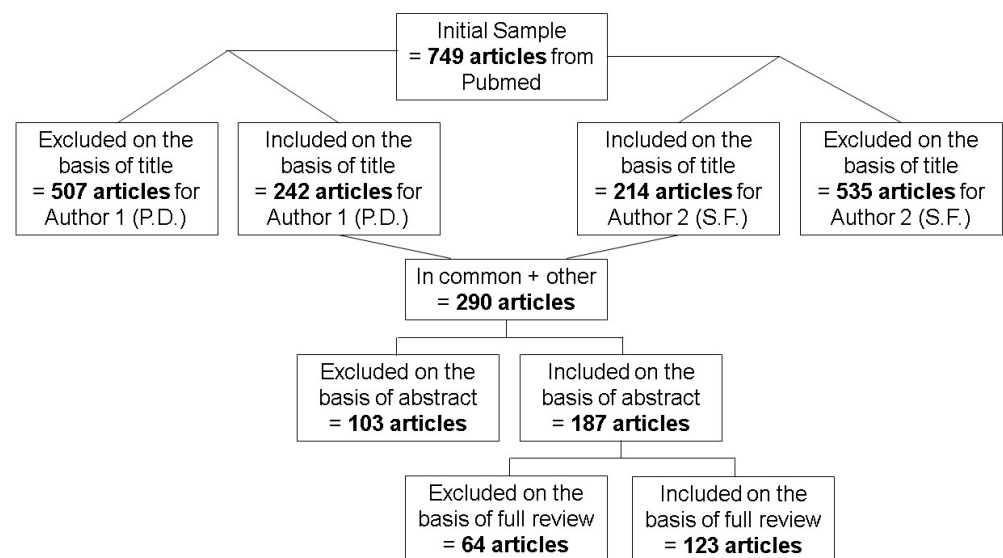 Initial Sample
= 749 articles from
Pubmed
Excluded on the
basis of title
= 507 articles for
Author 1 (P.D.)
Included on the
basis of title
= 242 articles for
Author 1 (P.D.)
Included on the
basis of title
= 214 articles for
Author 2 (S.F.)
Excluded on the
basis of title
= 535 articles for
Author 2 (S.F.)
In common + other
= 290 articles
Excluded on the
basis of abstract
= 103 articles
Included on the
basis of abstract
= 187 articles
Excluded on the
basis of full review
= 64 articles
Included on the
basis of full review
= 123 articles